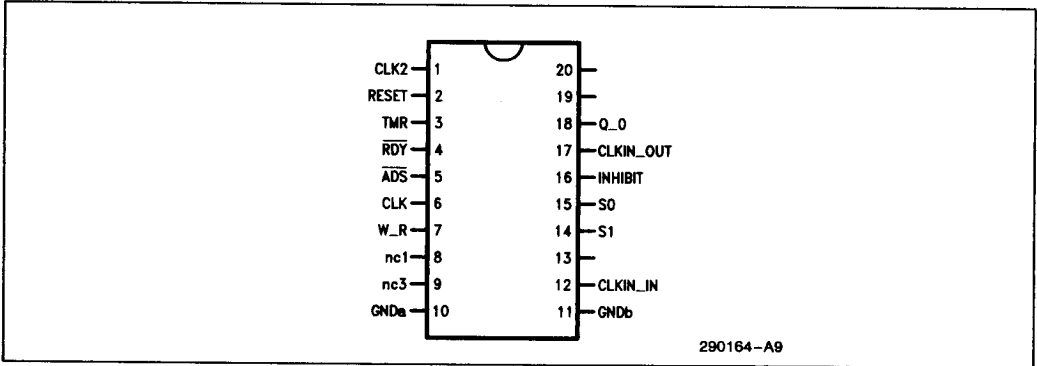 CLK2 1
RESET 2
TMR 3
RDY 4
ADS 5
CLK 6
W_R 7
nc1 8
nc3 9
GNDa 10
20
19
18 Q_0
17 CLKIN_OUT
16 INHIBIT
15 S0
14 S1
13
12 CLKIN_IN
11 GNDb
290164-A9